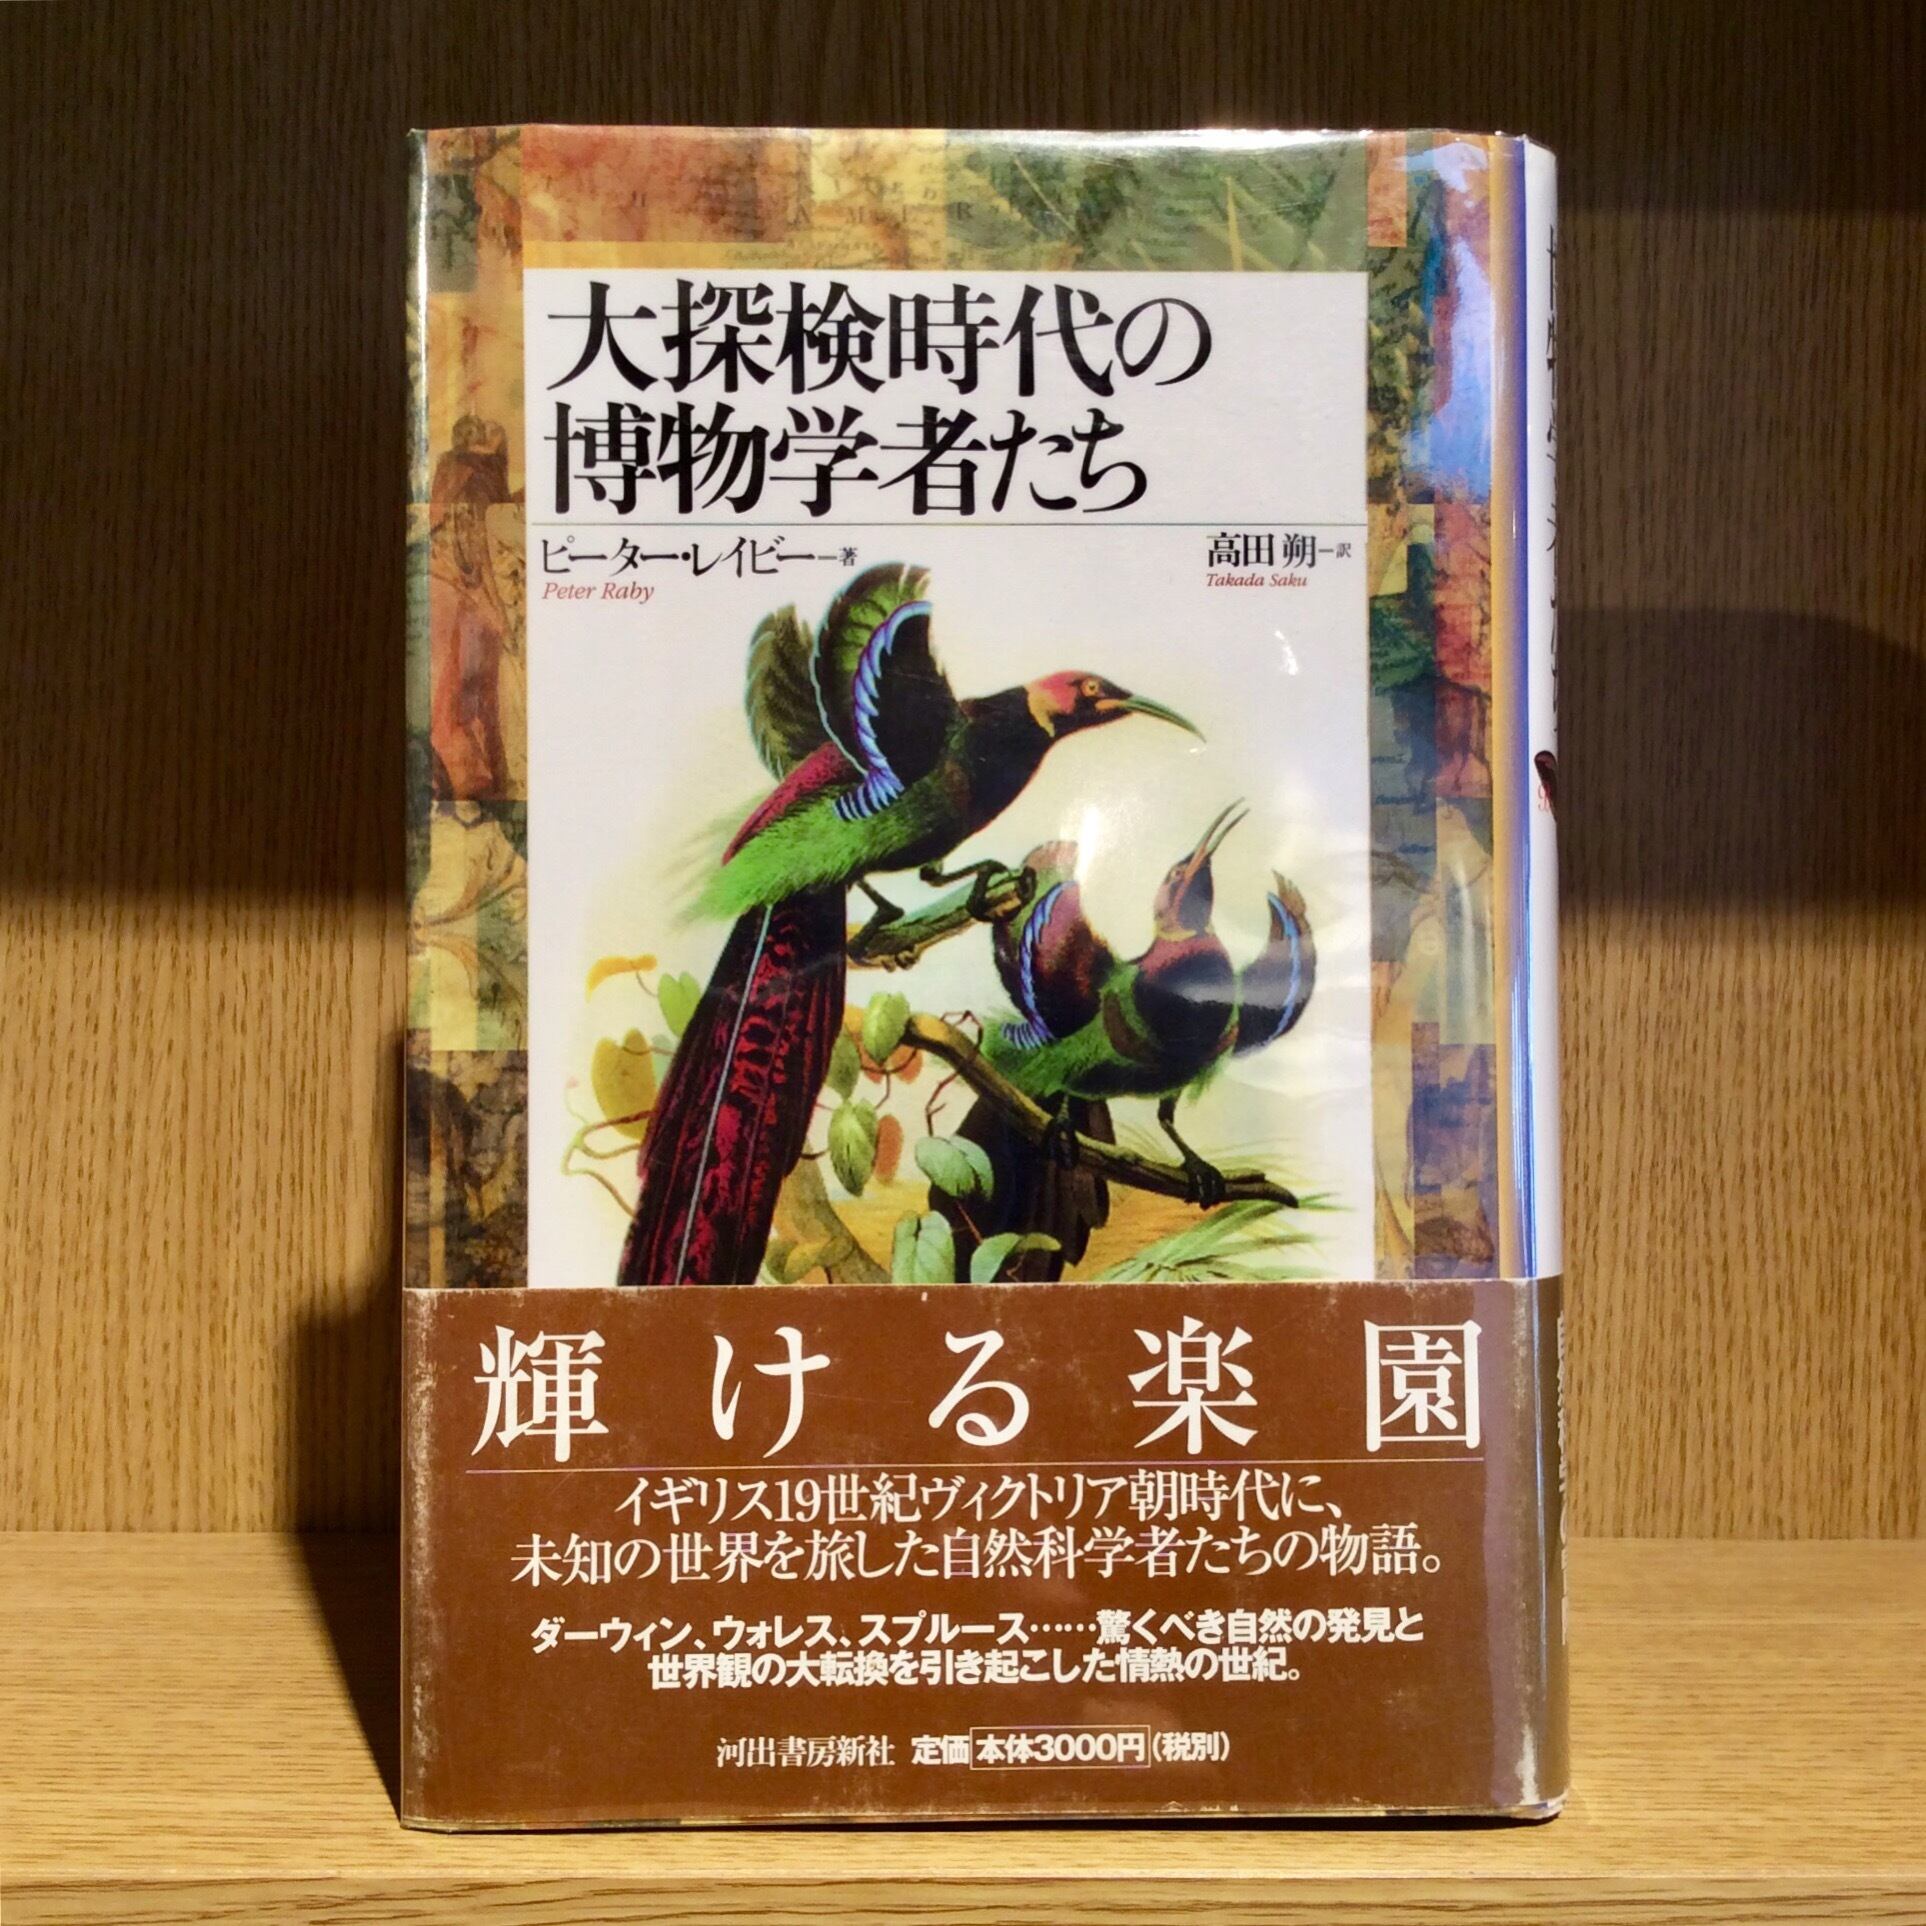 大探検時代の
博物学者たち
ピーター・レイビー―著
Peter Raby
高田 朔―訳
Takada Saku
輝ける楽園
イギリス19世紀ヴィクトリア朝時代に、
未知の世界を旅した自然科学者たちの物語。
ダーウィン、ウォレス、スプルース……驚くべき自然の発見と
世界観の大転換を引き起こした情熱の世紀。
河出書房新社 定価 本体3000円（税別）